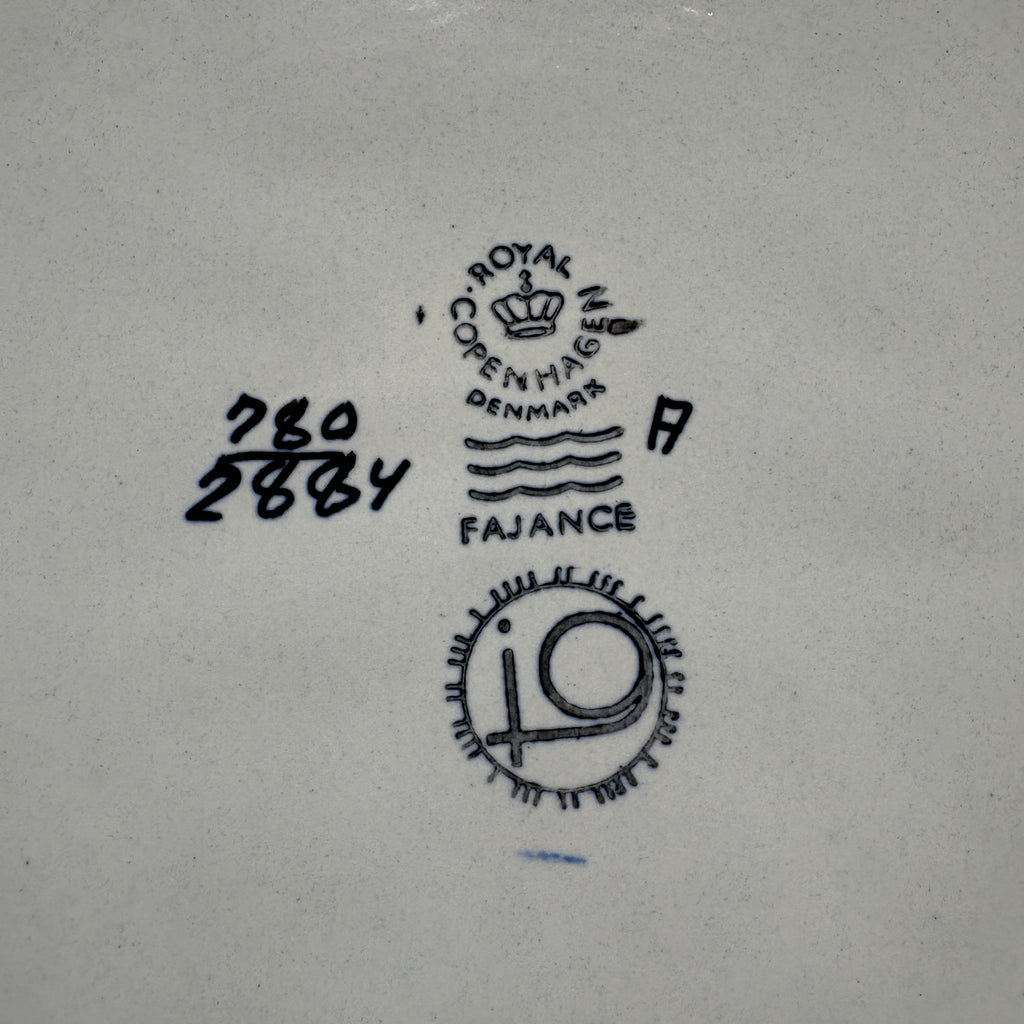 ROYAL
COPENHAGEN
DENMARK
780
2884
A
FAJANCE